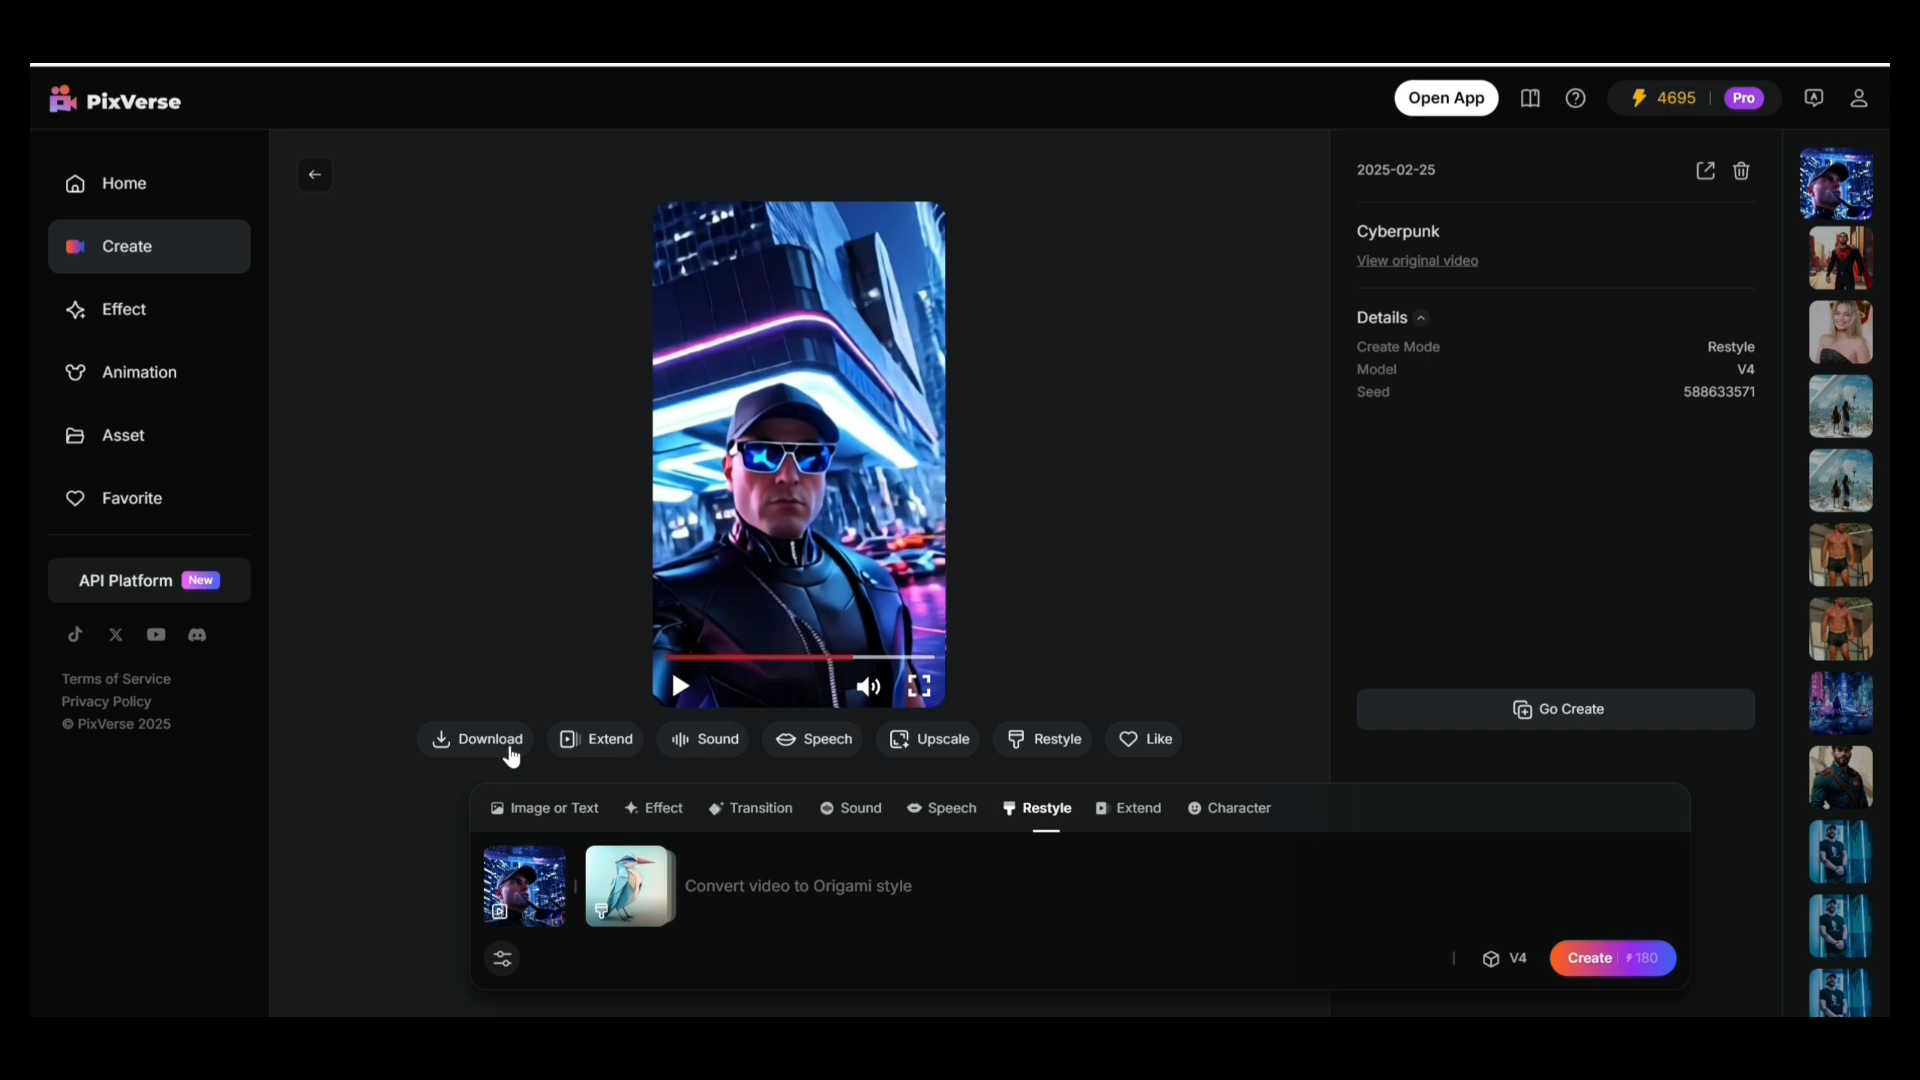 PixVerse
Open App
4695
Pro
Home
Create
Effect
Animation
Asset
Favorite
API Platform New
Terms of Service
Privacy Policy
© PixVerse 2025
2025-02-25
Cyberpunk
View original video
Details
Create Mode Restyle
Model V4
Seed 588633571
Go Create
Download
Extend
Sound
Speech
Upscale
Restyle
Like
Image or Text
Effect
Transition
Sound
Speech
Restyle
Extend
Character
Convert video to Origami style
V4
Create 180